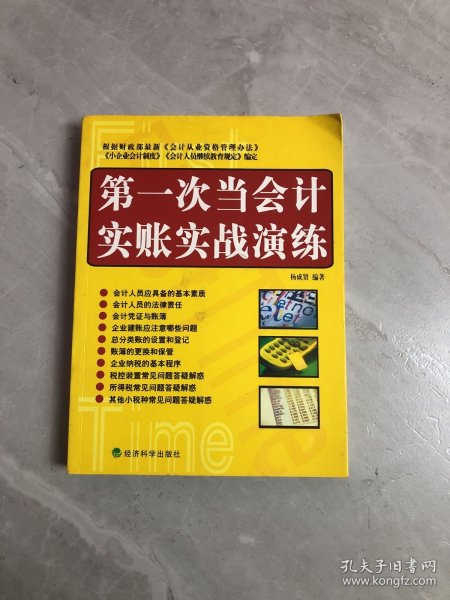 First
根据财政部最新《会计从业资格管理办法》
《小企业会计制度》《会计人员继续教育规定》编定
第一次当会计
实账实战演练
杨成贤 编著
会计人员应具备的基本素质
会计人员的法律责任
会计凭证与账簿
企业建账应注意哪些问题
总分类账的设置和登记
账簿的更换和保管
企业纳税的基本程序
税控装置常见问题答疑解惑
所得税常见问题答疑解惑
其他小税种常见问题答疑解惑
Time
经济科学出版社
孔夫子旧书网
www.kongfz.com